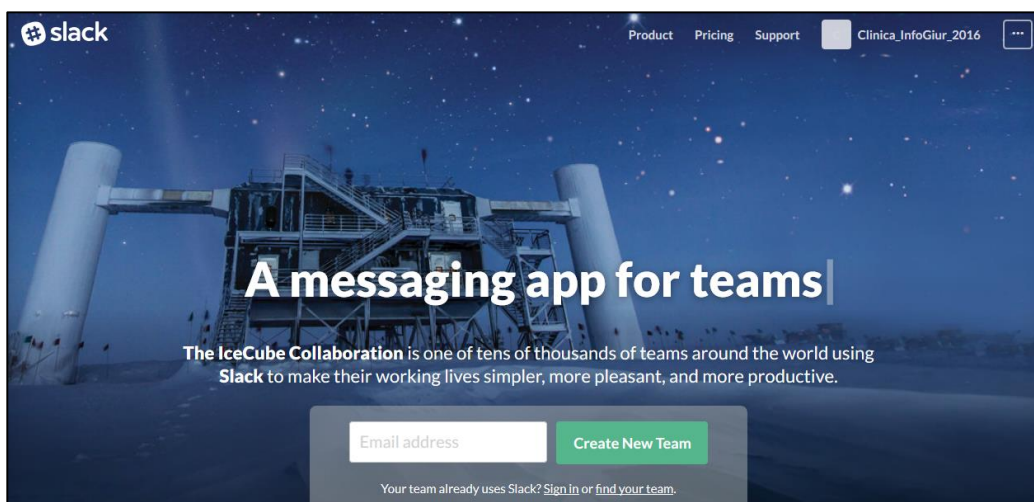 slack
Product Pricing Support Clinica_InfoGiur_2016
A messaging app for teams
The IceCube Collaboration is one of tens of thousands of teams around the world using
Slack to make their working lives simpler, more pleasant, and more productive.
Email address
Create New Team
Your team already uses Slack? Sign in or find your team.